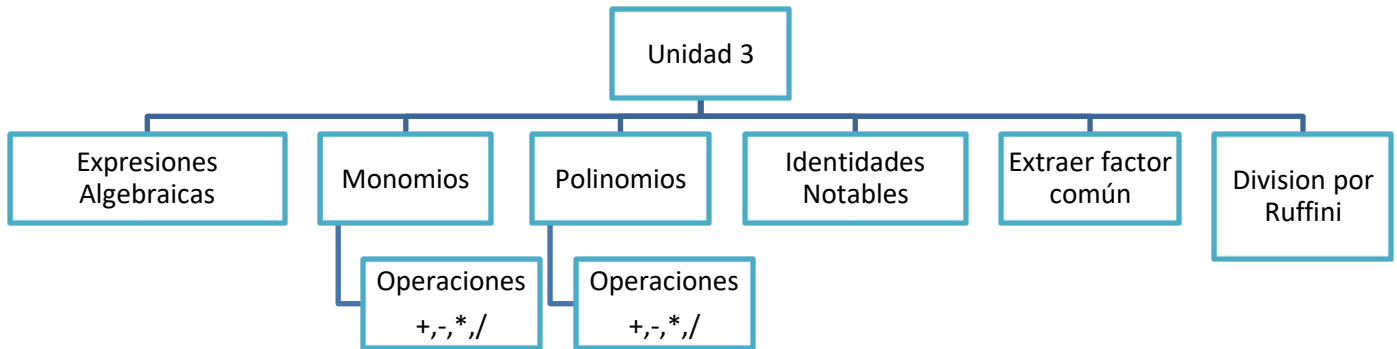 Unidad 3
Expresiones
Algebraicas
Monomios
Polinomios
Identidades
Notables
Extraer factor
común
Division por
Ruffini
Operaciones
+,-,*,/
Operaciones
+,-,*,/